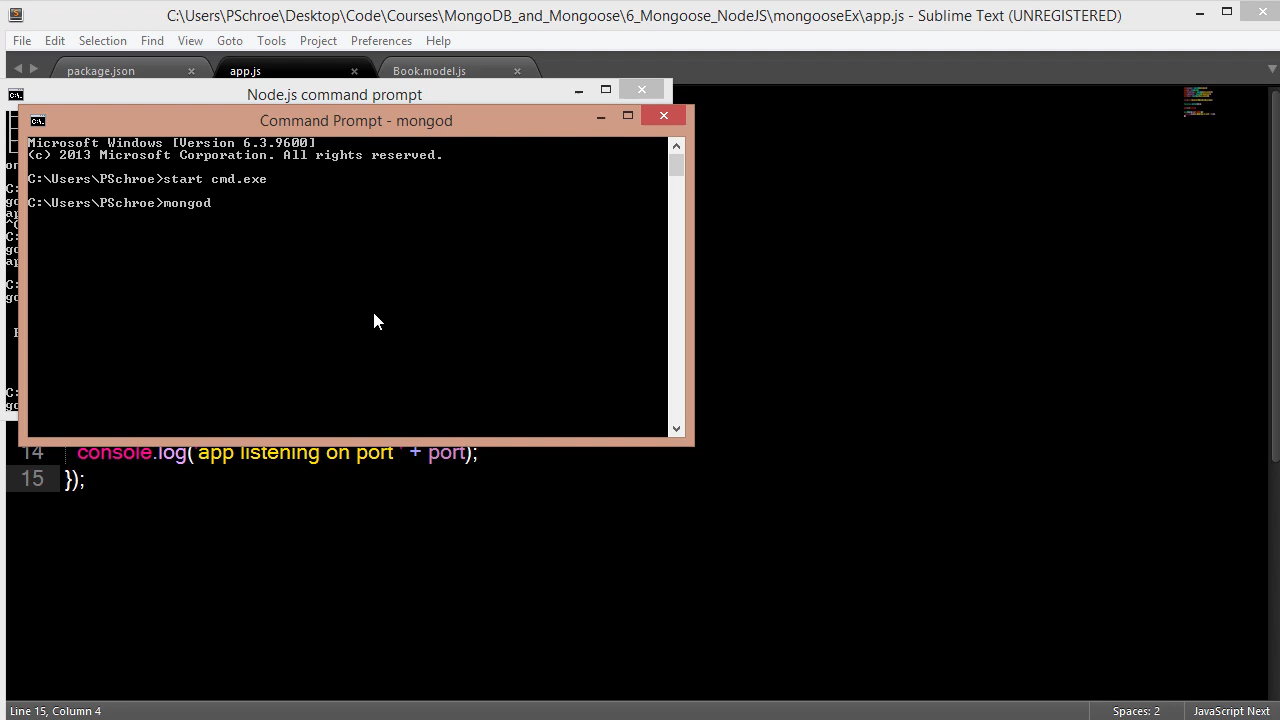 C:\Users\PSchroe\Desktop\Code\Courses\MongoDB_and_Mongoose\6_Mongoose_NodeJS\mongooseEx\app.js - Sublime Text (UNREGISTERED)
File Edit Selection Find View Goto Tools Project Preferences Help
package.json app.js Book.model.js
Node.js command prompt
Command Prompt - mongod
Microsoft Windows [Version 6.3.9600]
(c) 2013 Microsoft Corporation. All rights reserved.
C:\Users\PSchroe>start cmd.exe
C:\Users\PSchroe>mongod
14 console.log('app listening on port ' + port);
15 });
Line 15, Column 4 Spaces: 2 JavaScript Next